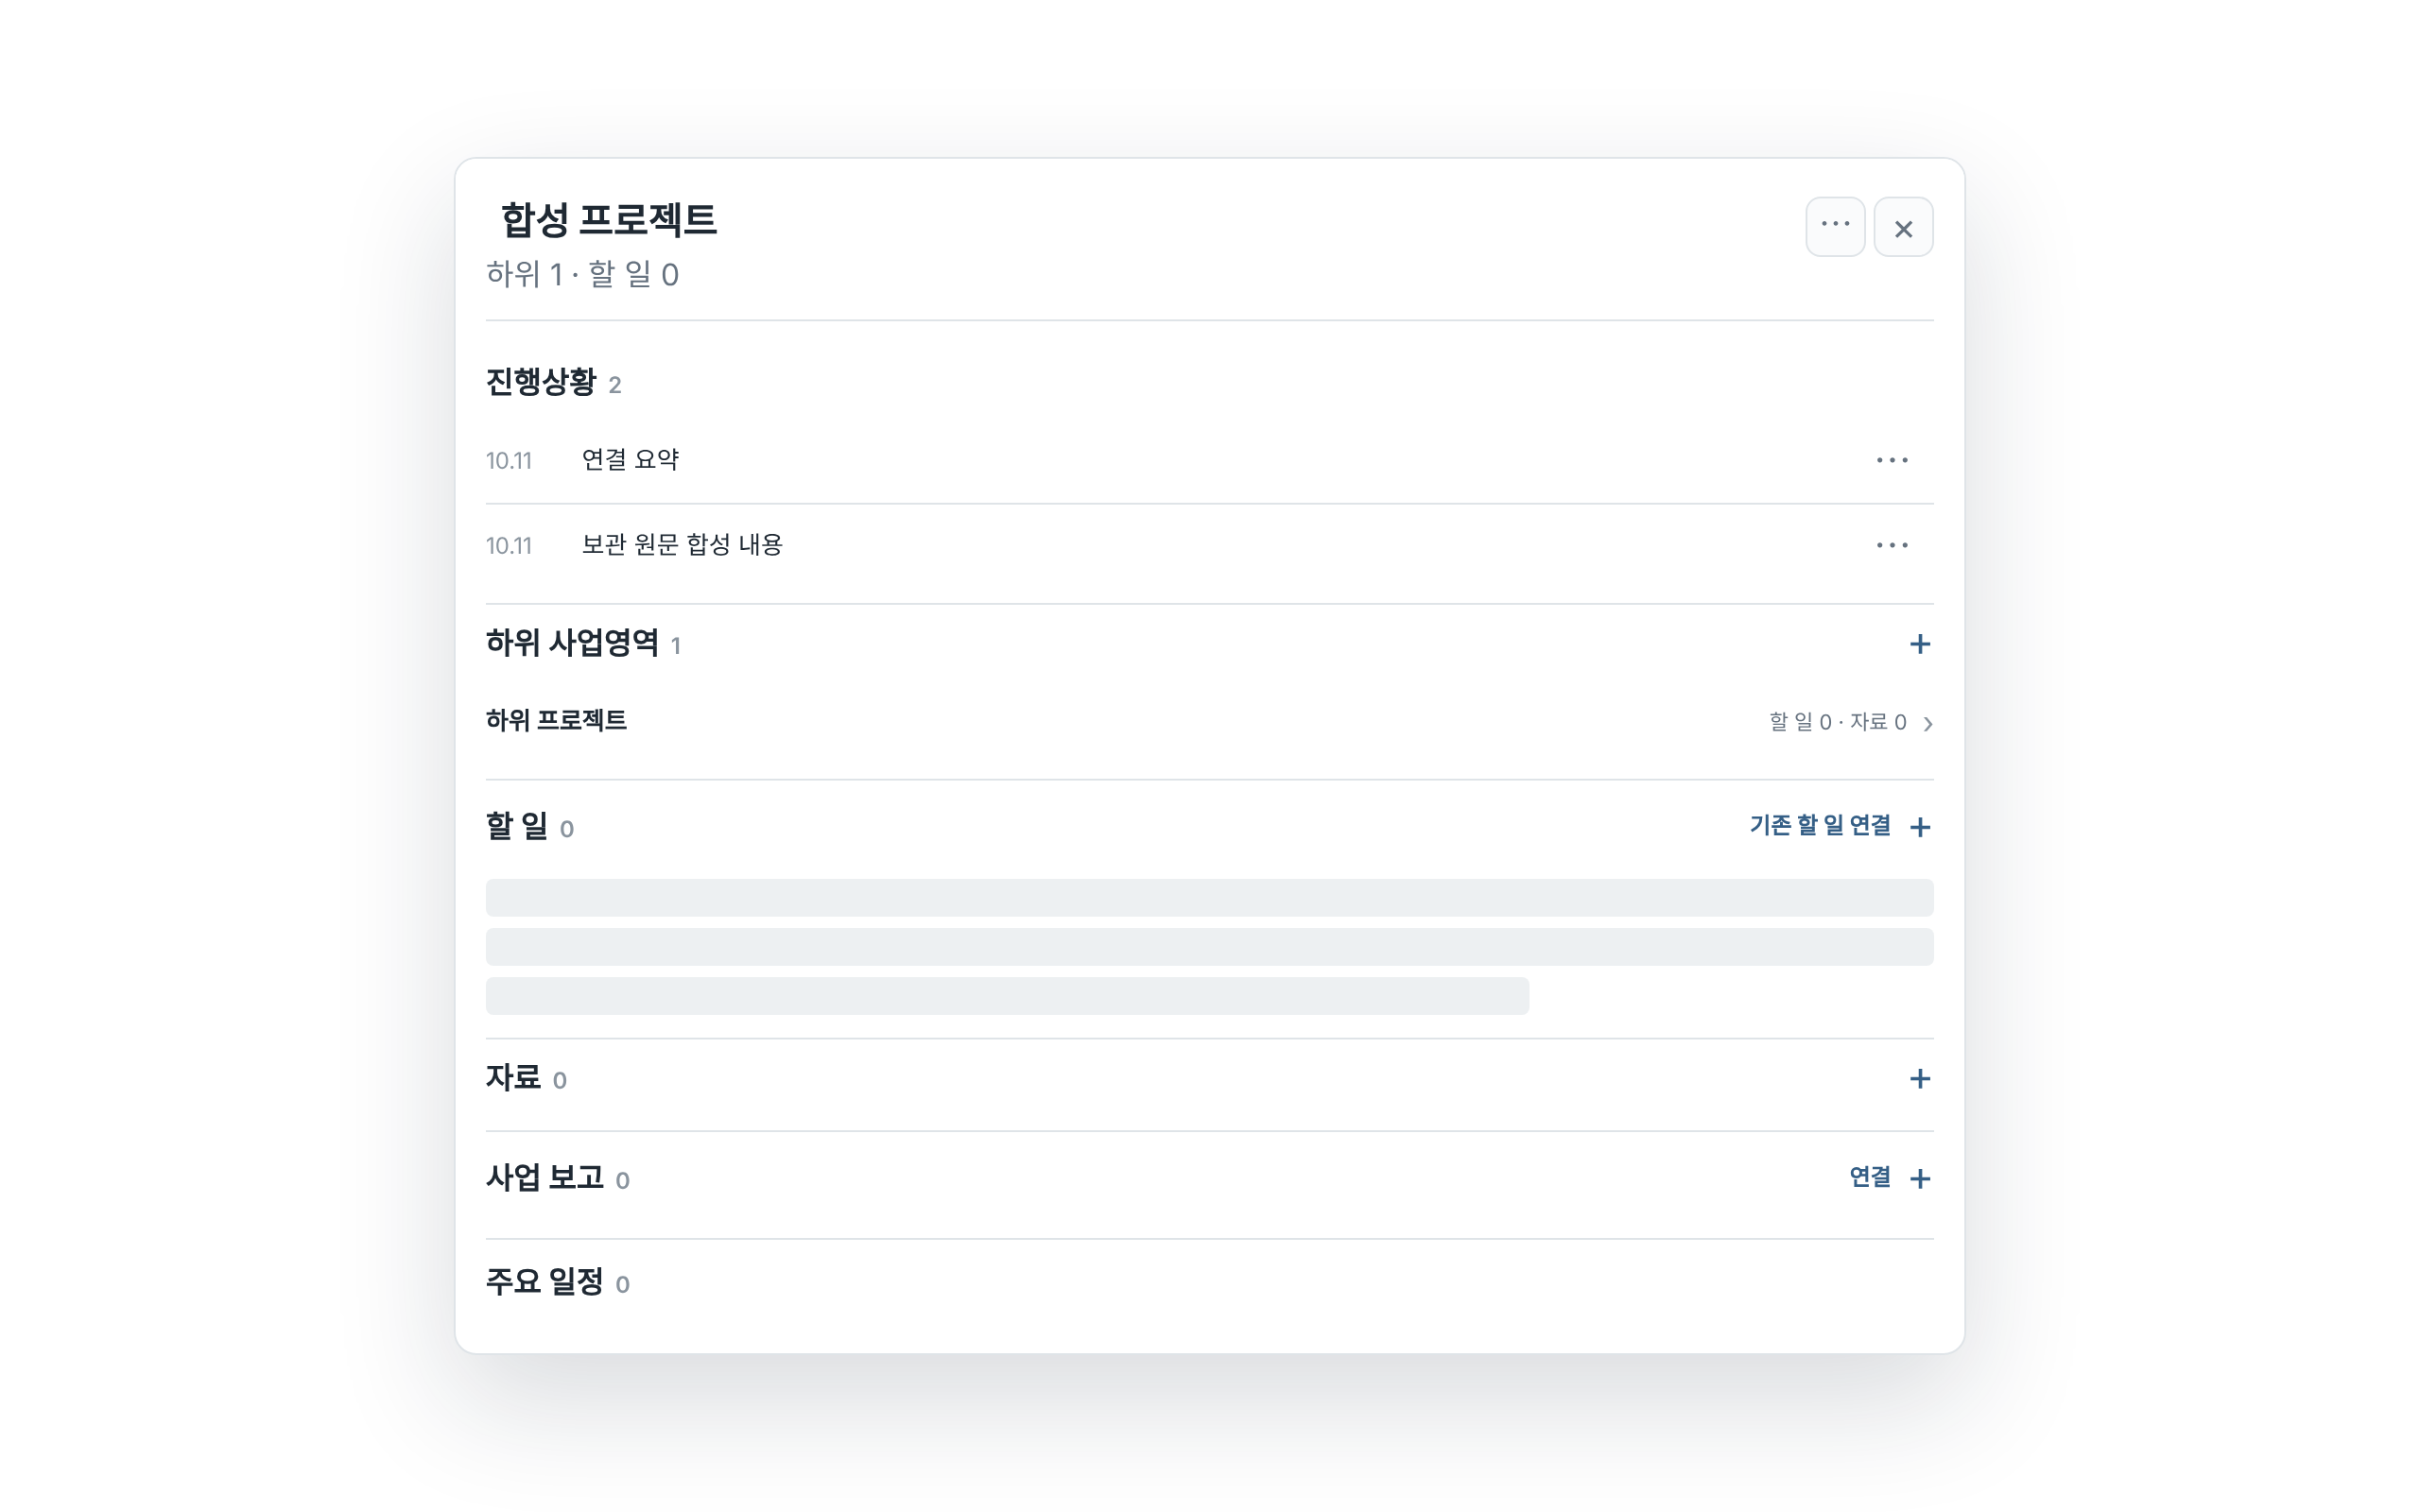 합성 프로젝트
하위 1 · 할 일 0
진행상황 2
10.11 연결 요약
10.11 보관 원문 합성 내용
하위 사업영역 1
하위 프로젝트 할 일 0 · 자료 0
할 일 0 기존 할 일 연결
자료 0
사업 보고 0 연결
주요 일정 0